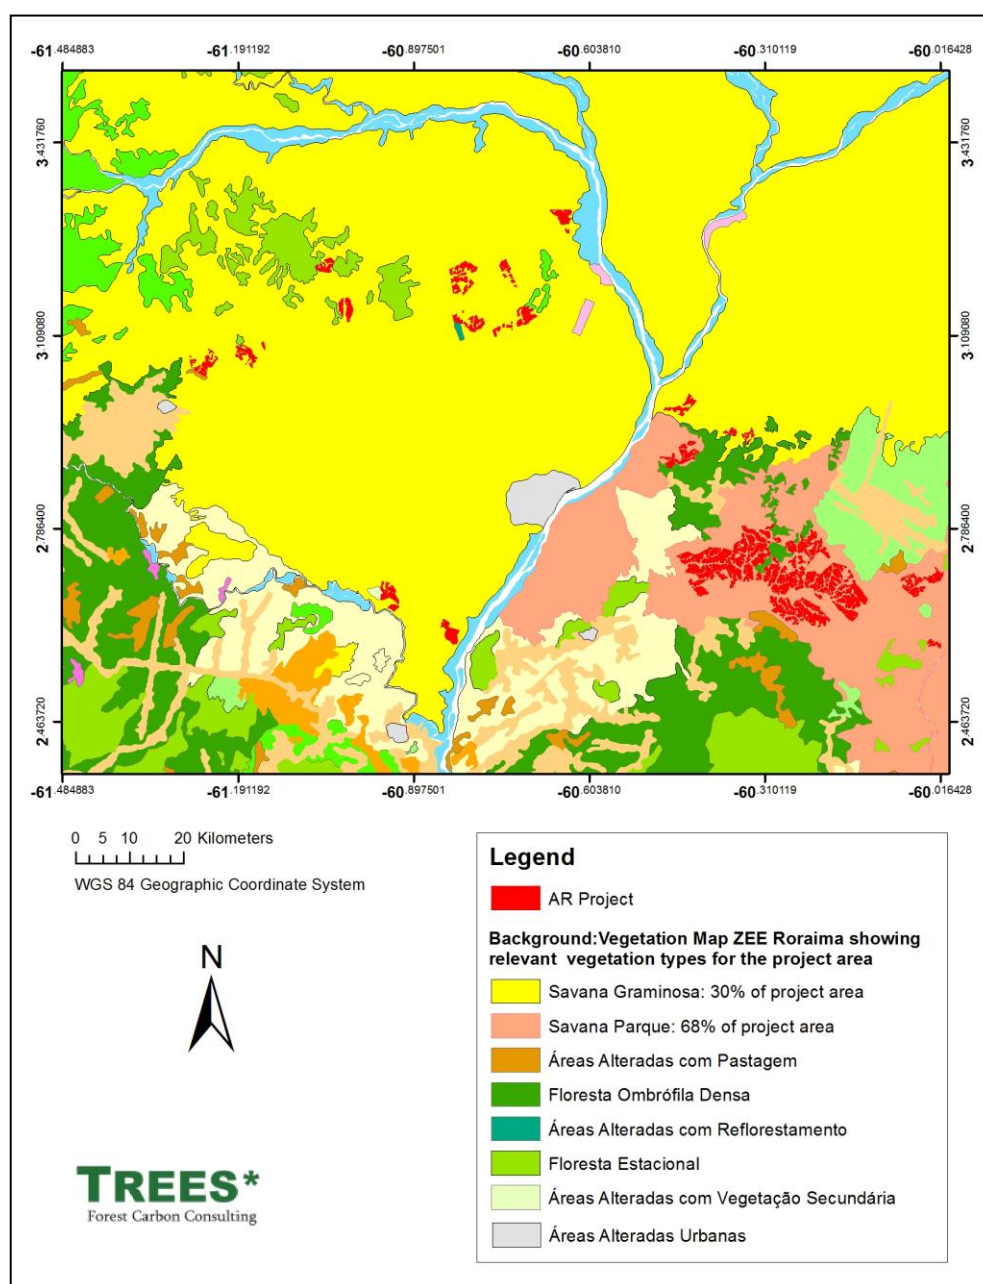 -61.484883 -61.191192 -60.897501 -60.603810 -60.310119 -60.016428
3.431760 3.431760
3.109080 3.109080
2.786400 2.786400
2.463720 2.463720
-61.484883 -61.191192 -60.897501 -60.603810 -60.310119 -60.016428
0 5 10 20 Kilometers
WGS 84 Geographic Coordinate System
N
TREES*
Forest Carbon Consulting
Legend
AR Project
Background:Vegetation Map ZEE Roraima showing
relevant vegetation types for the project area
Savana Graminosa: 30% of project area
Savana Parque: 68% of project area
Áreas Alteradas com Pastagem
Floresta Ombrófila Densa
Áreas Alteradas com Reflorestamento
Floresta Estacional
Áreas Alteradas com Vegetação Secundária
Áreas Alteradas Urbanas